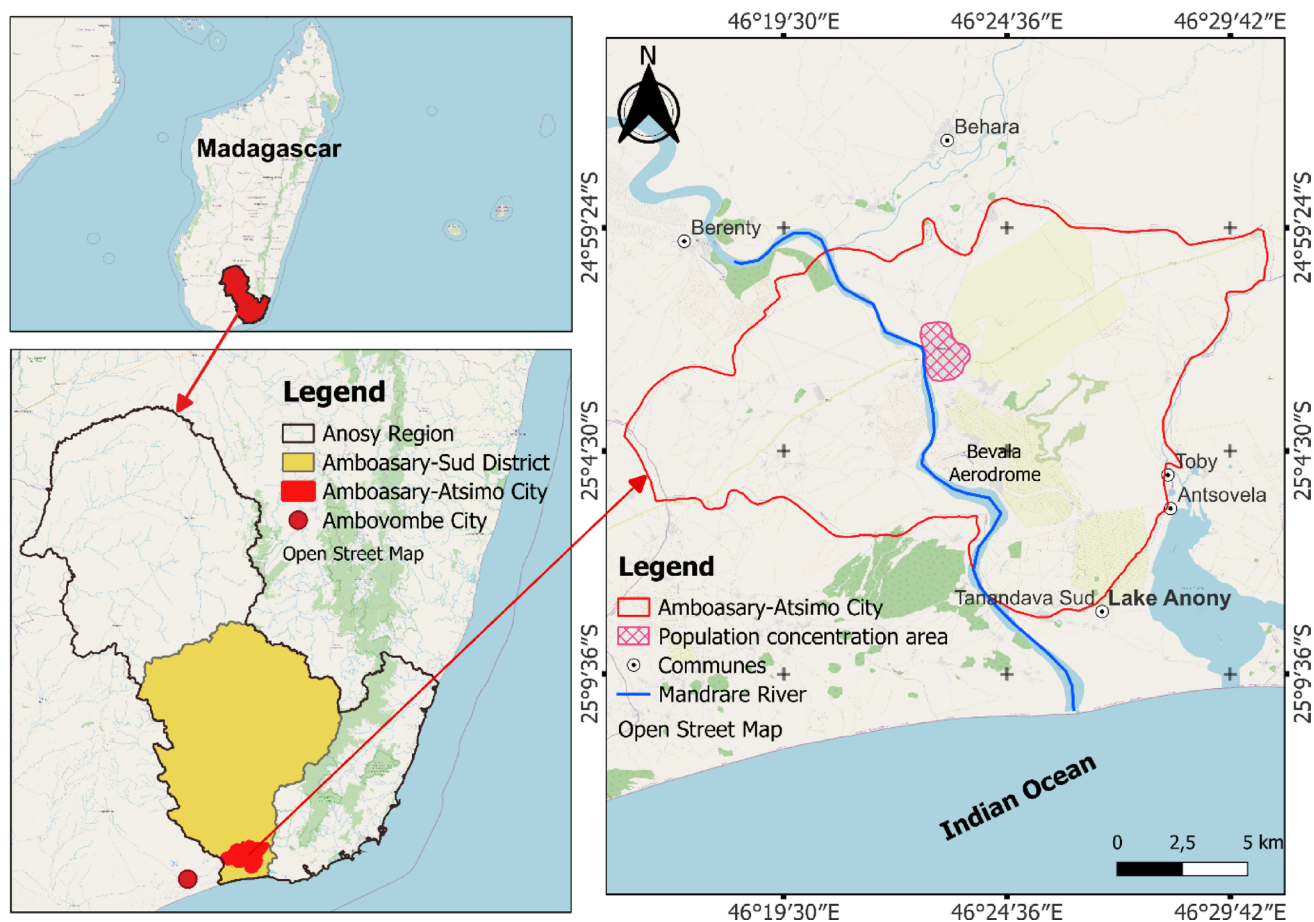 Madagascar
Legend
Anosy Region
Amboasary-Sud District
Amboasary-Atsimo City
Ambovombe City
Open Street Map
46°19′30″E
46°24′36″E
46°29′42″E
N
Behara
Berenty
24°59′24″S
24°59′24″S
Bevala
Aerodrome
25°4′30″S
25°4′30″S
Toby
Antsovela
Legend
Amboasary-Atsimo City
Population concentration area
Communes
Mandrare River
Open Street Map
Tanandava Sud
Lake Anony
25°9′36″S
25°9′36″S
Indian Ocean
0 2,5 5 km
46°19′30″E
46°24′36″E
46°29′42″E